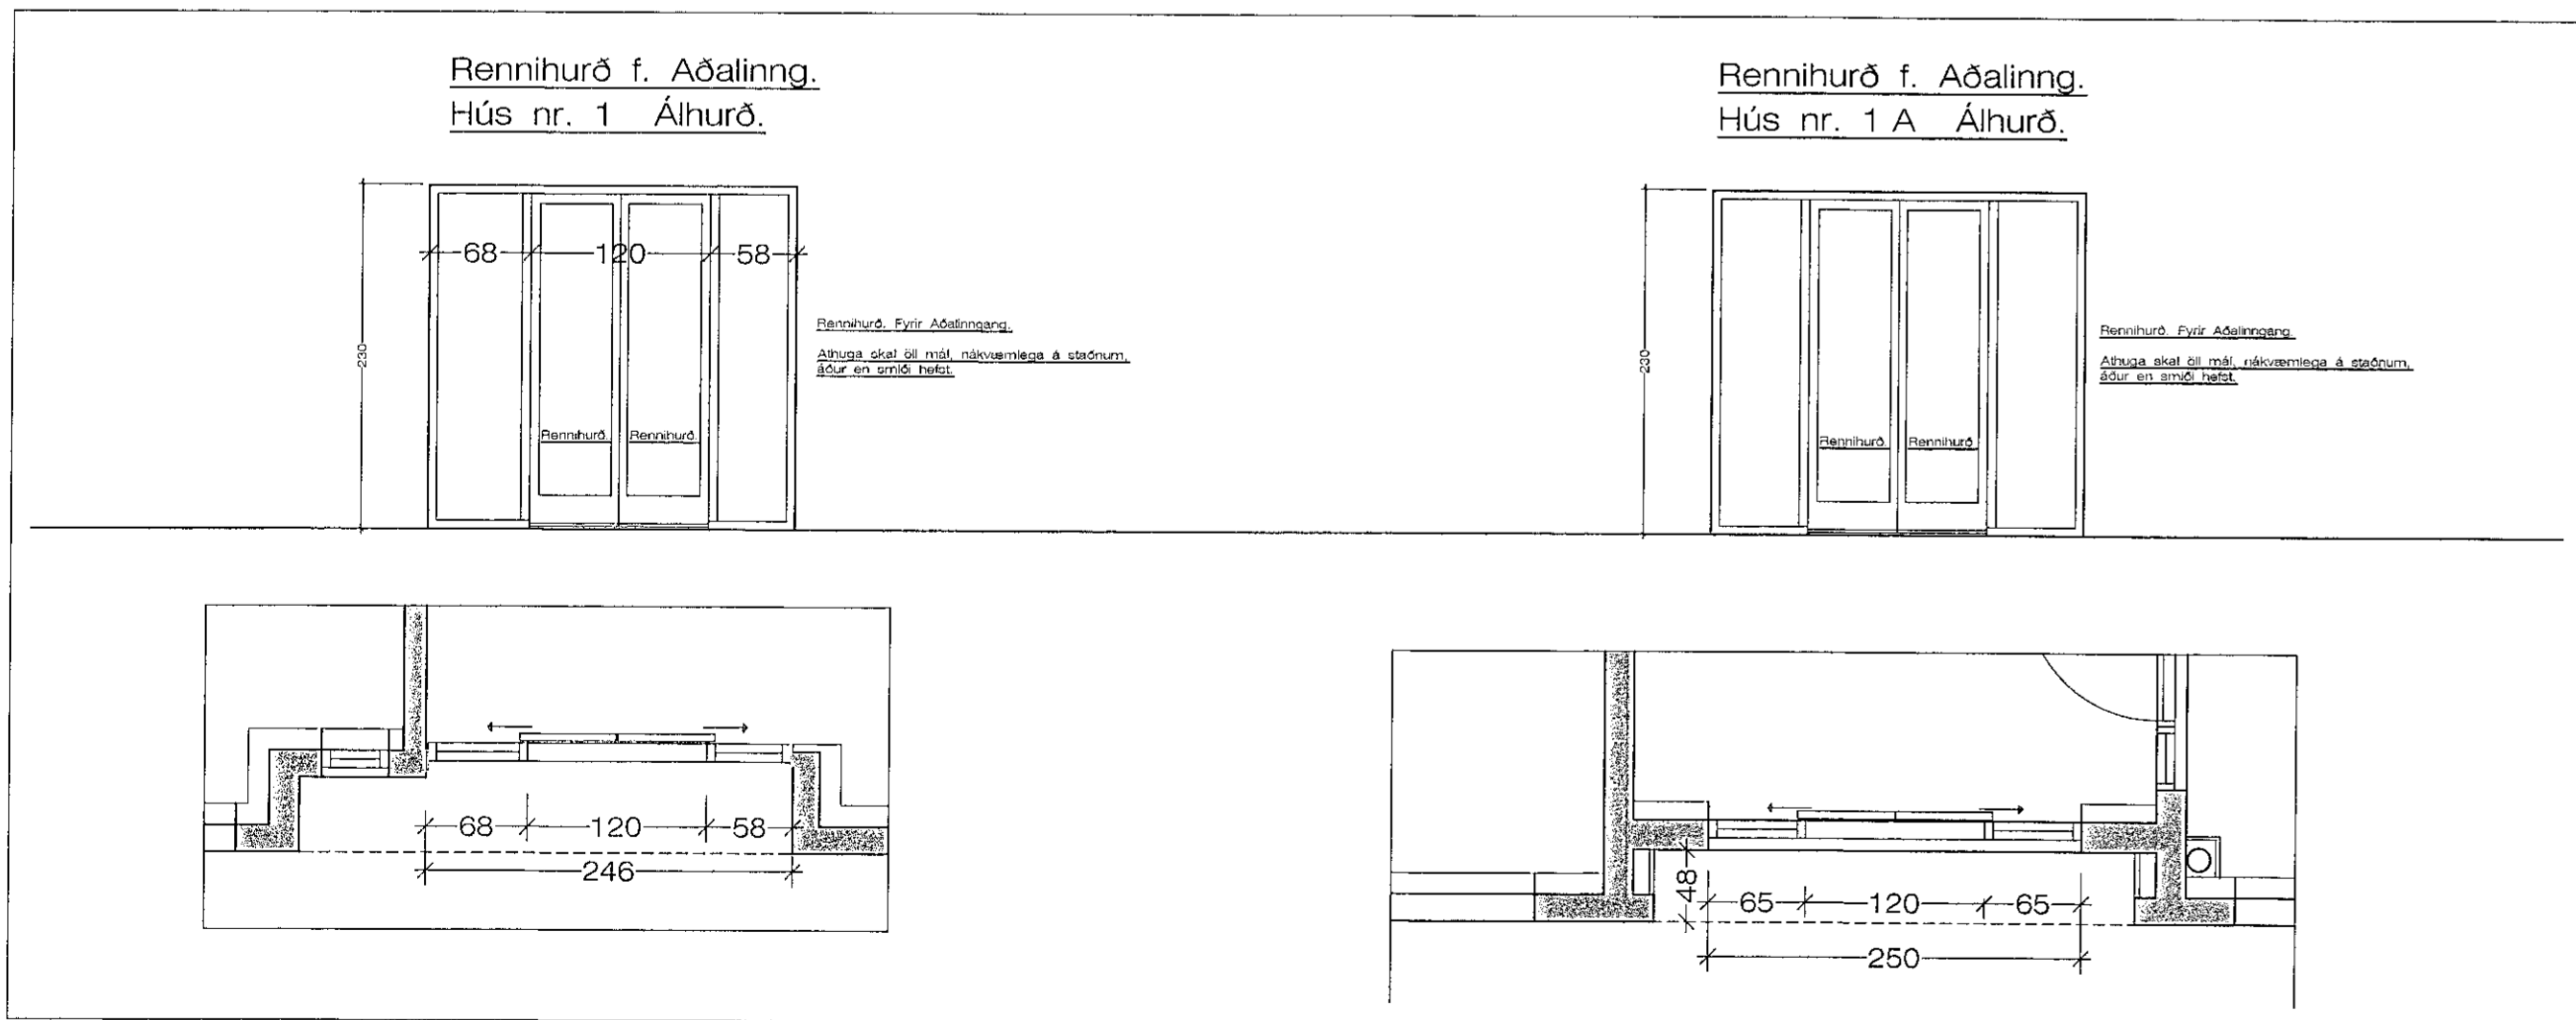 Rennihurð f. Aðalinng.
Hús nr. 1 Álhurð.
68 120 58
230
Rennihurð. Fyrir Aðalinngang.
Athuga skal öll mál, nákvæmlega á staðnum,
áður en smíði hefst.
Rennihurð. Rennihurð.
68 120 58
246
Rennihurð f. Aðalinng.
Hús nr. 1 A Álhurð.
230
Rennihurð. Fyrir Aðalinngang.
Athuga skal öll mál, nákvæmlega á staðnum,
áður en smíði hefst.
Rennihurð. Rennihurð
48
65 120 65
250